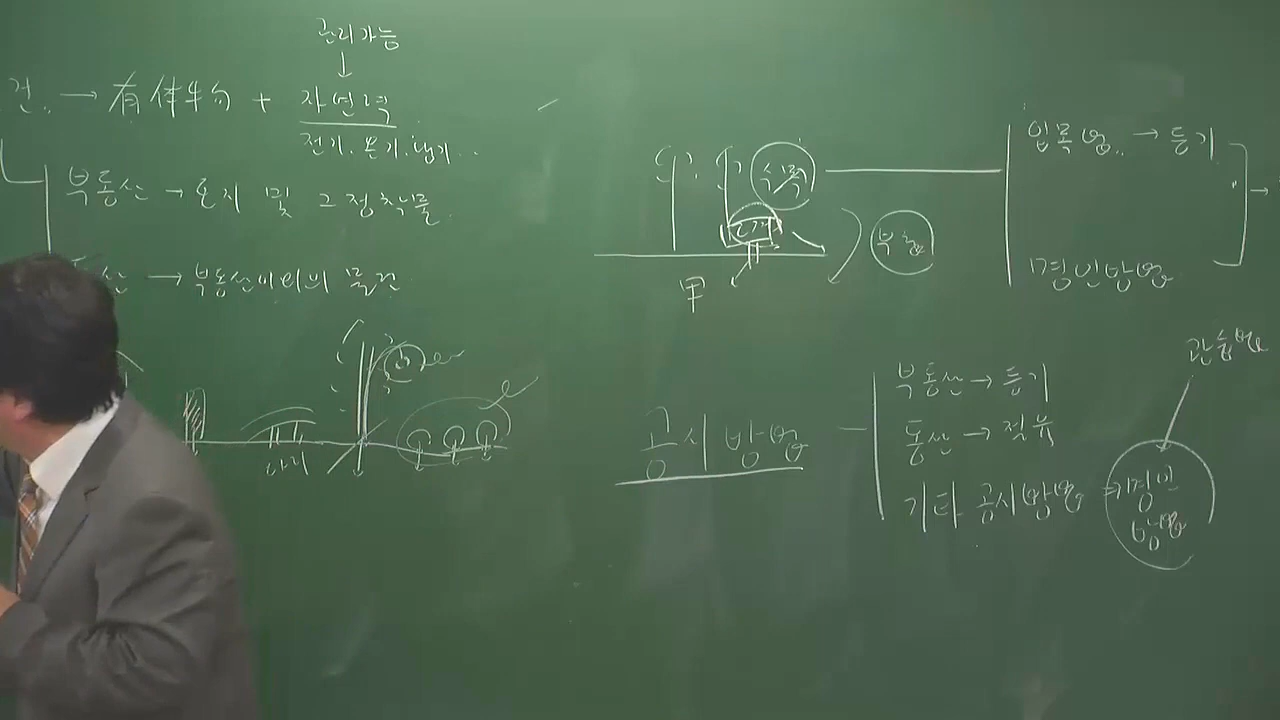 관리가능
↓
건.. → 有体物 + 자연력
전기. 광기. 냉기...
부동산 → 토지 및 그 정착물
산 → 부동산 이외의 물건
다리
수목
甲
입목법.. → 등기
명인방법
공시방법
부동산 → 등기
동산 → 점유
기타 공시방법 → 명인방법
관습법